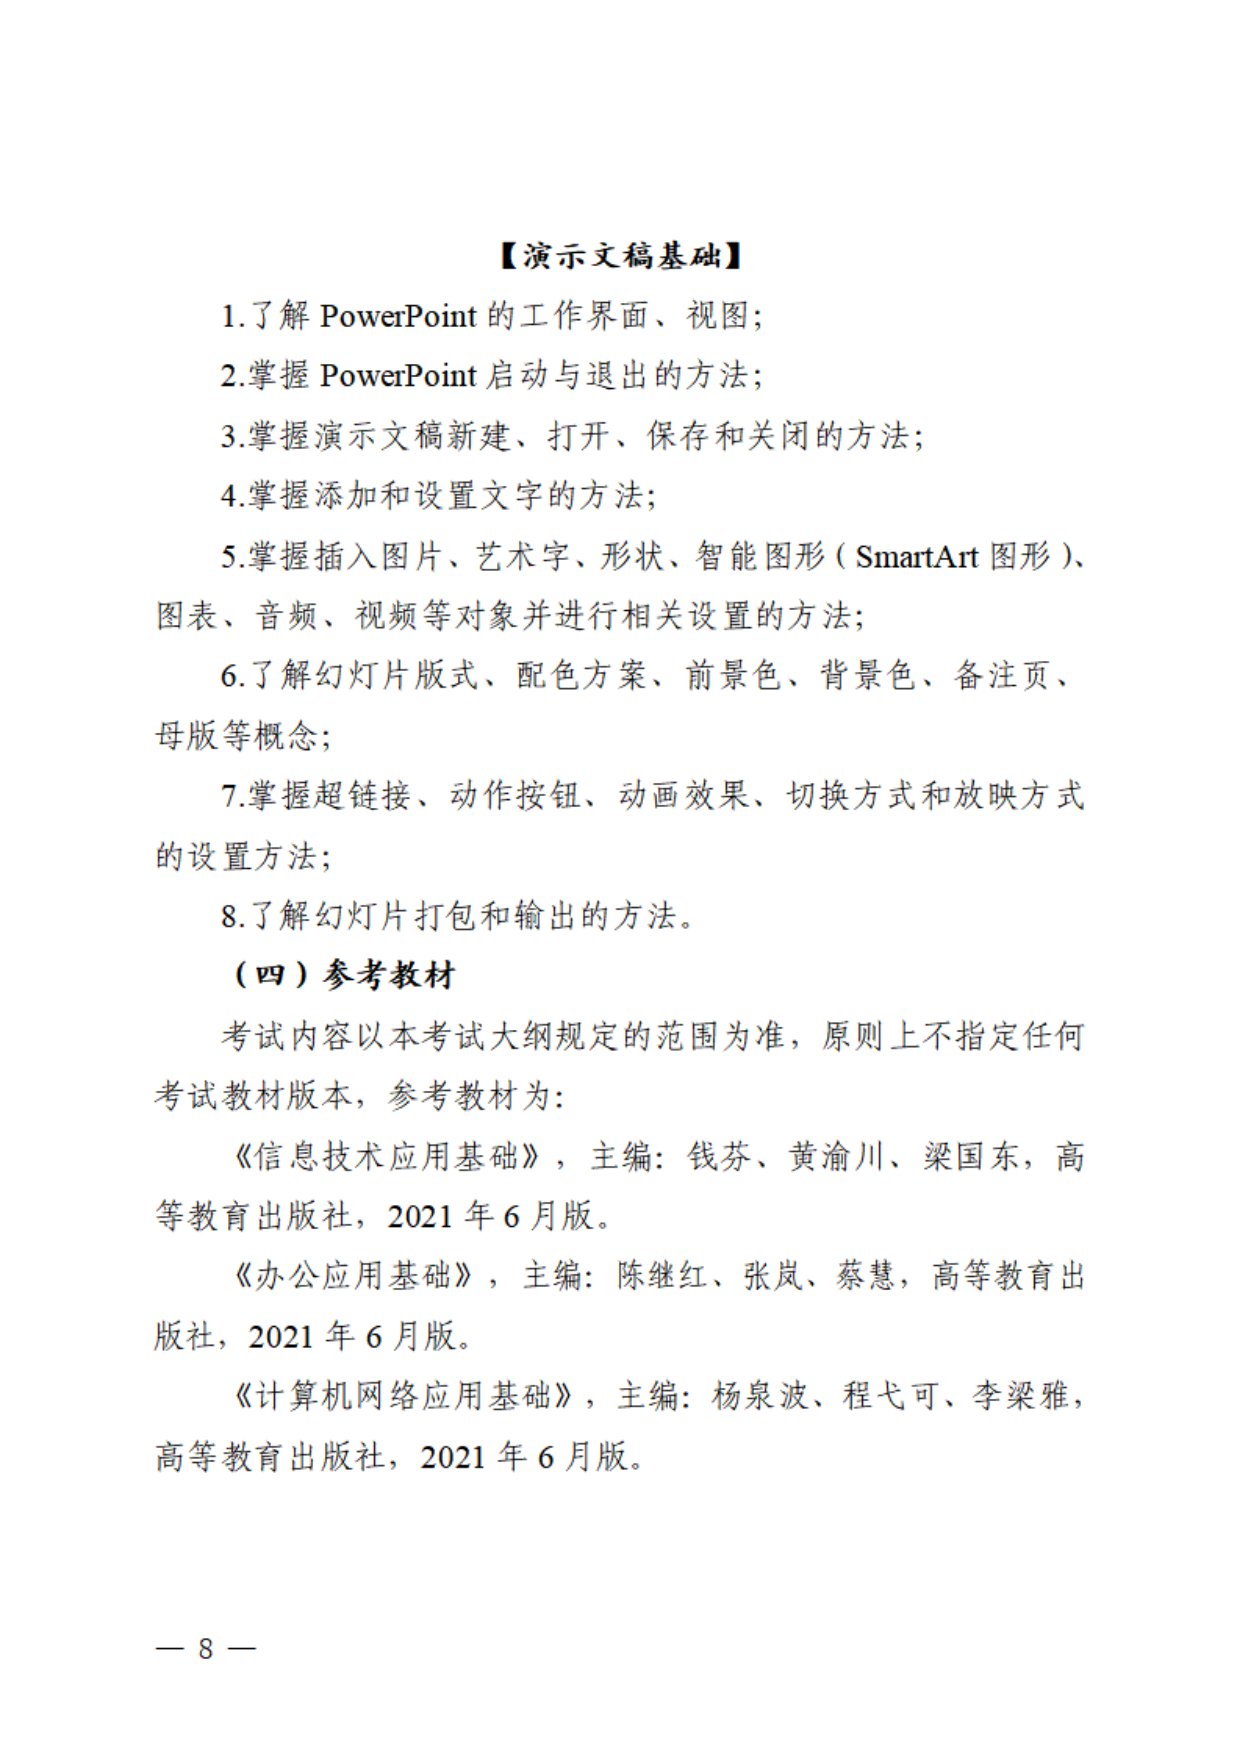 【演示文稿基础】
1.了解 PowerPoint 的工作界面、视图；
2.掌握 PowerPoint 启动与退出的方法；
3.掌握演示文稿新建、打开、保存和关闭的方法；
4.掌握添加和设置文字的方法；
5.掌握插入图片、艺术字、形状、智能图形（SmartArt 图形）、
图表、音频、视频等对象并进行相关设置的方法；
6.了解幻灯片版式、配色方案、前景色、背景色、备注页、
母版等概念；
7.掌握超链接、动作按钮、动画效果、切换方式和放映方式
的设置方法；
8.了解幻灯片打包和输出的方法。
（四）参考教材
考试内容以本考试大纲规定的范围为准，原则上不指定任何
考试教材版本，参考教材为：
《信息技术应用基础》，主编：钱芬、黄渝川、梁国东，高
等教育出版社，2021 年 6 月版。
《办公应用基础》，主编：陈继红、张岚、蔡慧，高等教育出
版社，2021 年 6 月版。
《计算机网络应用基础》，主编：杨泉波、程弋可、李梁雅，
高等教育出版社，2021 年 6 月版。
— 8 —